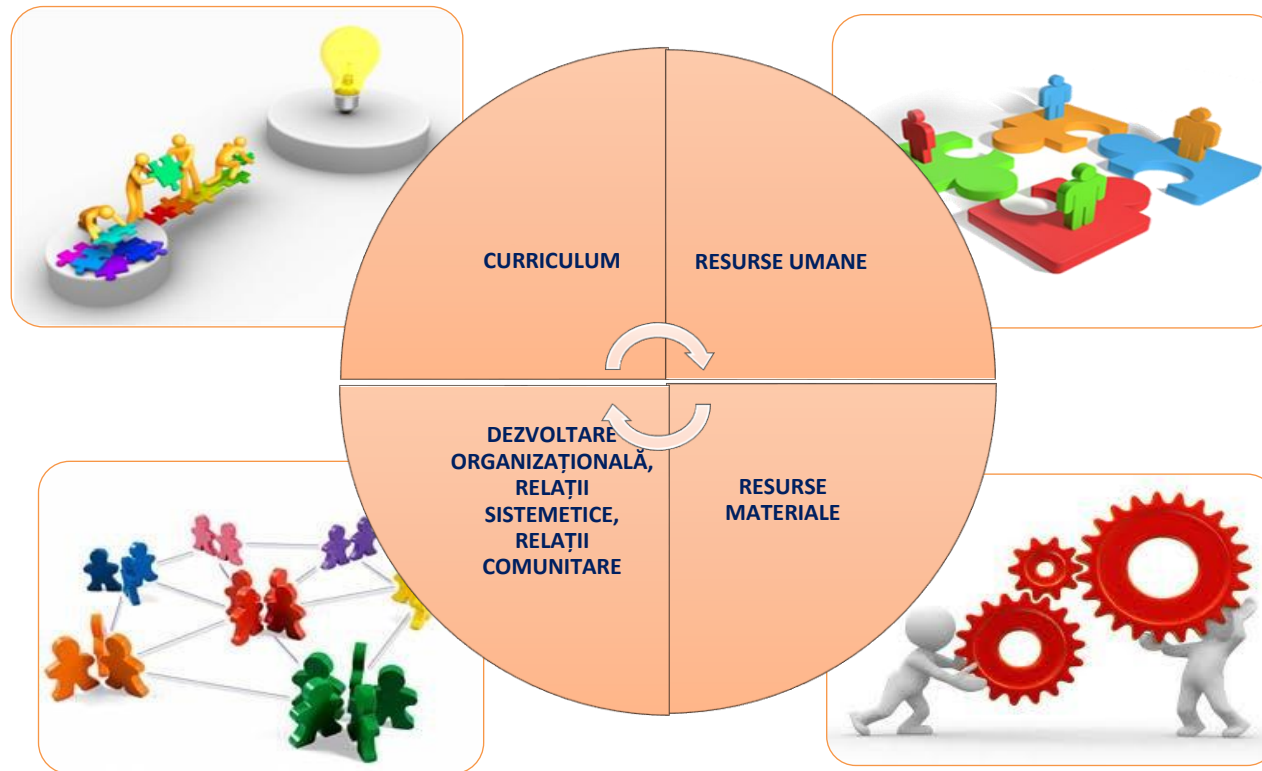 CURRICULUM
RESURSE UMANE
DEZVOLTARE
ORGANIZAȚIONALĂ,
RELAȚII
SISTEMETICE,
RELAȚII
COMUNITARE
RESURSE
MATERIALE